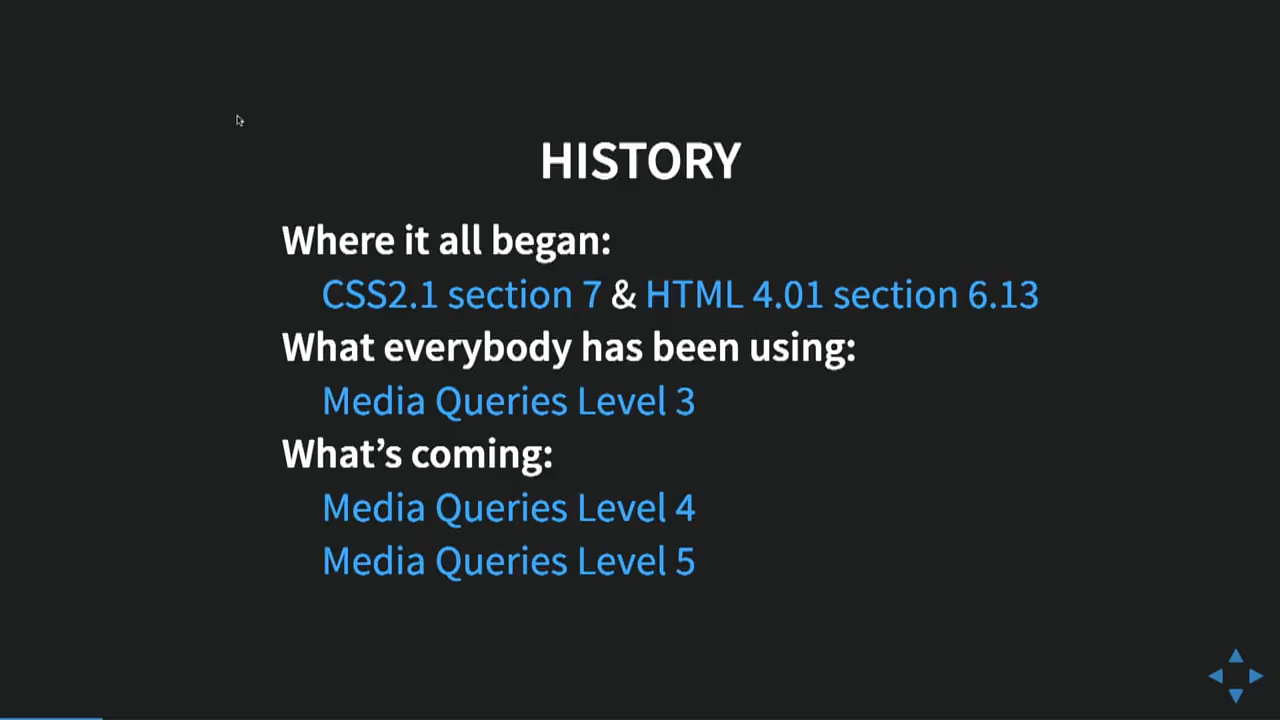 HISTORY
Where it all began:
CSS2.1 section 7 & HTML 4.01 section 6.13
What everybody has been using:
Media Queries Level 3
What’s coming:
Media Queries Level 4
Media Queries Level 5